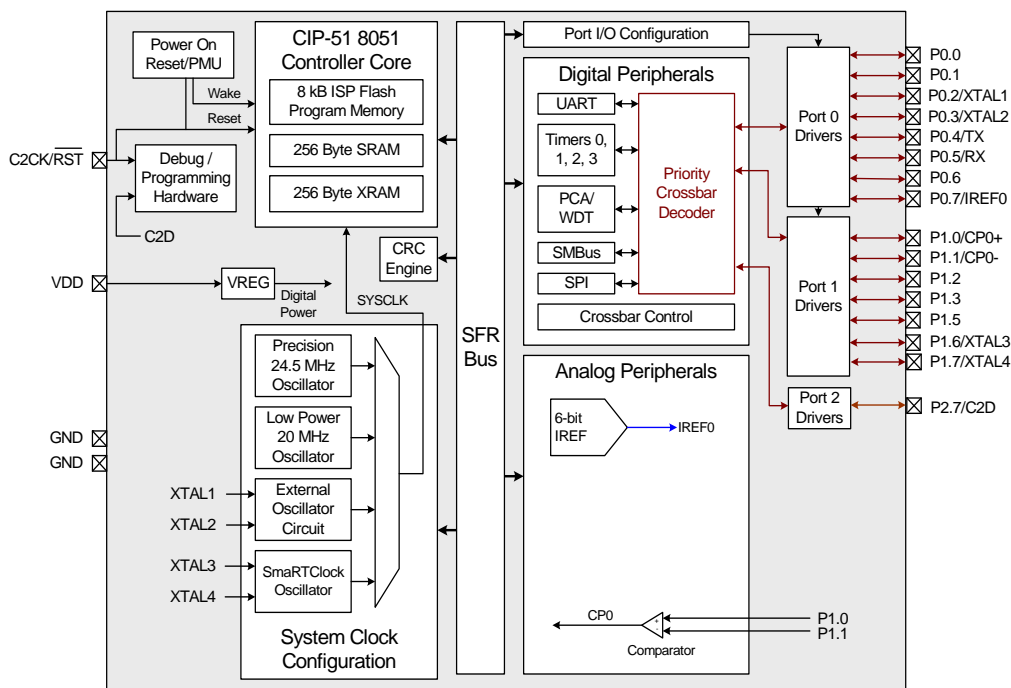 Power On
Reset/PMU
Wake
Reset
C2CK/RST
Debug /
Programming
Hardware
C2D
VDD
VREG
Digital
Power
GND
GND
CIP-51 8051
Controller Core
8 kB ISP Flash
Program Memory
256 Byte SRAM
256 Byte XRAM
CRC
Engine
SYSCLK
Precision
24.5 MHz
Oscillator
Low Power
20 MHz
Oscillator
XTAL1
XTAL2
External
Oscillator
Circuit
XTAL3
XTAL4
SmaRTClock
Oscillator
System Clock
Configuration
SFR
Bus
Port I/O Configuration
Digital Peripherals
UART
Timers 0,
1, 2, 3
PCA/
WDT
SMBus
SPI
Priority
Crossbar
Decoder
Crossbar Control
Analog Peripherals
6-bit
IREF
IREF0
CP0
+
-
Comparator
P1.0
P1.1
Port 0
Drivers
Port 1
Drivers
Port 2
Drivers
P0.0
P0.1
P0.2/XTAL1
P0.3/XTAL2
P0.4/TX
P0.5/RX
P0.6
P0.7/IREF0
P1.0/CP0+
P1.1/CP0-
P1.2
P1.3
P1.5
P1.6/XTAL3
P1.7/XTAL4
P2.7/C2D